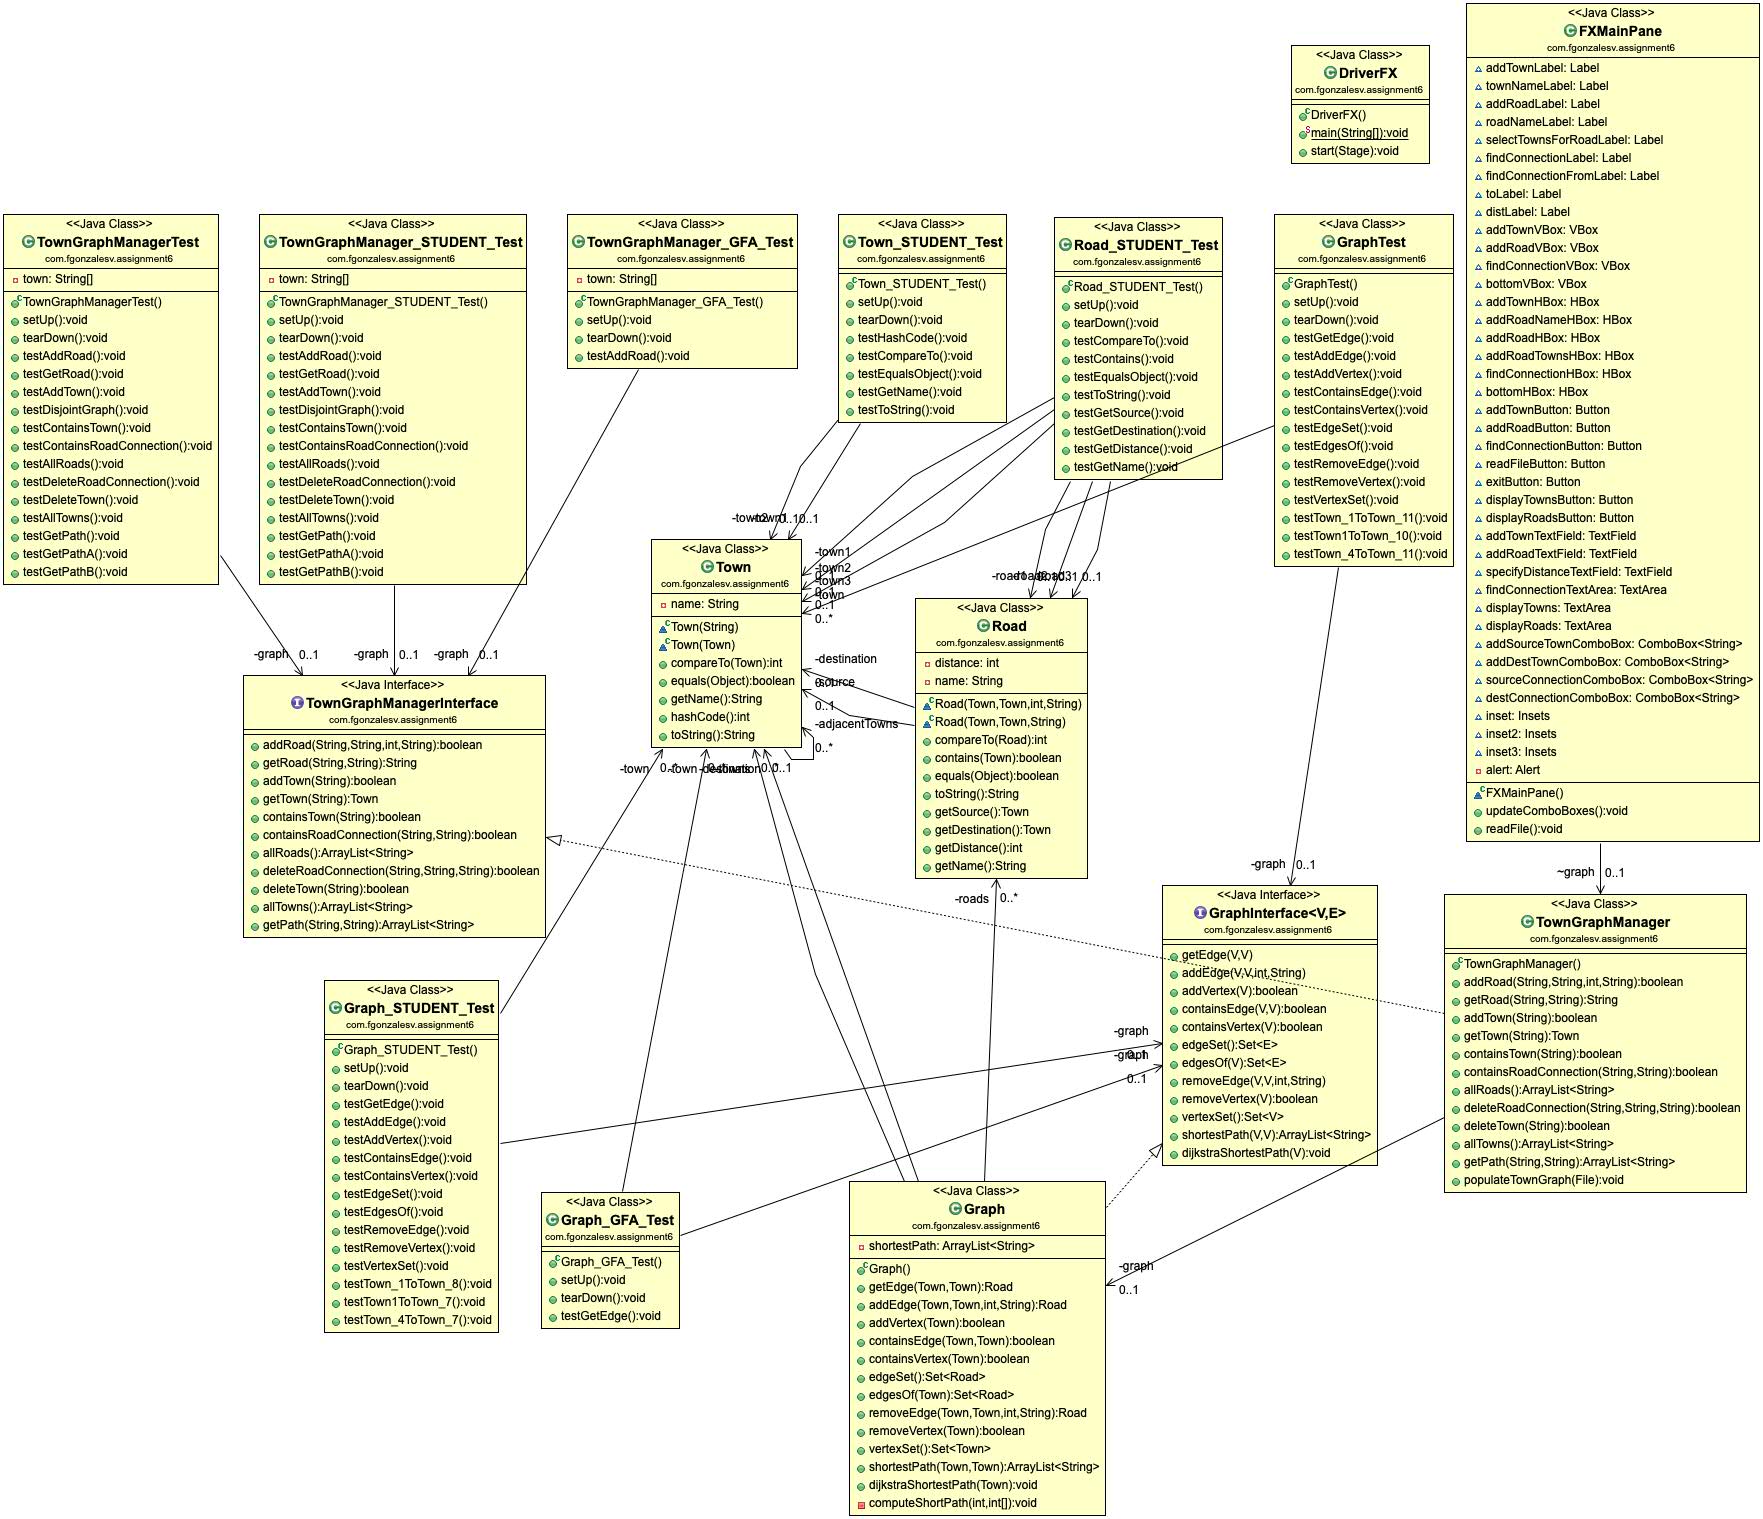 <<Java Class>>
FXMainPane
com.fgonzalesv.assignment6
addTownLabel: Label
townNameLabel: Label
addRoadLabel: Label
roadNameLabel: Label
selectTownsForRoadLabel: Label
findConnectionLabel: Label
findConnectionFromLabel: Label
toLabel: Label
distLabel: Label
addTownVBox: VBox
addRoadVBox: VBox
findConnectionVBox: VBox
bottomVBox: VBox
addTownHBox: HBox
addRoadNameHBox: HBox
addRoadHBox: HBox
addRoadTownsHBox: HBox
findConnectionHBox: HBox
bottomHBox: HBox
addTownButton: Button
addRoadButton: Button
findConnectionButton: Button
readFileButton: Button
exitButton: Button
displayTownsButton: Button
displayRoadsButton: Button
addTownTextField: TextField
addRoadTextField: TextField
specifyDistanceTextField: TextField
findConnectionTextArea: TextArea
displayTowns: TextArea
displayRoads: TextArea
addSourceTownComboBox: ComboBox<String>
addDestTownComboBox: ComboBox<String>
sourceConnectionComboBox: ComboBox<String>
destConnectionComboBox: ComboBox<String>
inset: Insets
inset2: Insets
inset3: Insets
alert: Alert
FXMainPane()
updateComboBoxes():void
readFile():void
<<Java Class>>
DriverFX
com.fgonzalesv.assignment6
DriverFX()
main(String[]):void
start(Stage):void
<<Java Class>>
TownGraphManagerTest
com.fgonzalesv.assignment6
town: String[]
TownGraphManagerTest()
setUp():void
tearDown():void
testAddRoad():void
testGetRoad():void
testAddTown():void
testDisjointGraph():void
testContainsTown():void
testContainsRoadConnection():void
testAllRoads():void
testDeleteRoadConnection():void
testDeleteTown():void
testAllTowns():void
testGetPath():void
testGetPathA():void
testGetPathB():void
<<Java Class>>
TownGraphManager_STUDENT_Test
com.fgonzalesv.assignment6
town: String[]
TownGraphManager_STUDENT_Test()
setUp():void
tearDown():void
testAddRoad():void
testGetRoad():void
testAddTown():void
testDisjointGraph():void
testContainsTown():void
testContainsRoadConnection():void
testAllRoads():void
testDeleteRoadConnection():void
testDeleteTown():void
testAllTowns():void
testGetPath():void
testGetPathA():void
testGetPathB():void
<<Java Class>>
TownGraphManager_GFA_Test
com.fgonzalesv.assignment6
town: String[]
TownGraphManager_GFA_Test()
setUp():void
tearDown():void
testAddRoad():void
<<Java Class>>
Town_STUDENT_Test
com.fgonzalesv.assignment6
Town_STUDENT_Test()
setUp():void
tearDown():void
testHashCode():void
testCompareTo():void
testEqualsObject():void
testGetName():void
testToString():void
<<Java Class>>
Road_STUDENT_Test
com.fgonzalesv.assignment6
Road_STUDENT_Test()
setUp():void
tearDown():void
testCompareTo():void
testContains():void
testEqualsObject():void
testToString():void
testGetSource():void
testGetDestination():void
testGetDistance():void
testGetName():void
<<Java Class>>
GraphTest
com.fgonzalesv.assignment6
GraphTest()
setUp():void
tearDown():void
testGetEdge():void
testAddEdge():void
testAddVertex():void
testContainsEdge():void
testContainsVertex():void
testEdgeSet():void
testEdgesOf():void
testRemoveEdge():void
testRemoveVertex():void
testVertexSet():void
testTown_1ToTown_11():void
testTown1ToTown_10():void
testTown_4ToTown_11():void
-graph 0..1
-graph 0..1
-graph 0..1
0..1
-town1
-town2
-town3
0..1
-town
0..1
0..*
0..1
<<Java Class>>
Town
com.fgonzalesv.assignment6
name: String
Town(String)
Town(Town)
compareTo(Town):int
equals(Object):boolean
getName():String
hashCode():int
toString():String
-destination
-source
0..1
-adjacentTowns
0..*
<<Java Class>>
Road
com.fgonzalesv.assignment6
distance: int
name: String
Road(Town,Town,int,String)
Road(Town,Town,String)
compareTo(Road):int
contains(Town):boolean
equals(Object):boolean
toString():String
getSource():Town
getDestination():Town
getDistance():int
getName():String
<<Java Interface>>
TownGraphManagerInterface
com.fgonzalesv.assignment6
addRoad(String,String,int,String):boolean
getRoad(String,String):String
addTown(String):boolean
getTown(String):Town
containsTown(String):boolean
containsRoadConnection(String,String):boolean
allRoads():ArrayList<String>
deleteRoadConnection(String,String,String):boolean
deleteTown(String):boolean
allTowns():ArrayList<String>
getPath(String,String):ArrayList<String>
-town
-roads 0..*
-graph 0..1
~graph 0..1
<<Java Interface>>
GraphInterface<V,E>
com.fgonzalesv.assignment6
getEdge(V,V)
addEdge(V,V,int,String)
addVertex(V):boolean
containsEdge(V,V):boolean
containsVertex(V):boolean
edgeSet():Set<E>
edgesOf(V):Set<E>
removeEdge(V,V,int,String)
removeVertex(V):boolean
vertexSet():Set<V>
shortestPath(V,V):ArrayList<String>
dijkstraShortestPath(V):void
<<Java Class>>
TownGraphManager
com.fgonzalesv.assignment6
TownGraphManager()
addRoad(String,String,int,String):boolean
getRoad(String,String):String
addTown(String):boolean
getTown(String):Town
containsTown(String):boolean
containsRoadConnection(String,String):boolean
allRoads():ArrayList<String>
deleteRoadConnection(String,String,String):boolean
deleteTown(String):boolean
allTowns():ArrayList<String>
getPath(String,String):ArrayList<String>
populateTownGraph(File):void
<<Java Class>>
Graph_STUDENT_Test
com.fgonzalesv.assignment6
Graph_STUDENT_Test()
setUp():void
tearDown():void
testGetEdge():void
testAddEdge():void
testAddVertex():void
testContainsEdge():void
testContainsVertex():void
testEdgeSet():void
testEdgesOf():void
testRemoveEdge():void
testRemoveVertex():void
testVertexSet():void
testTown_1ToTown_8():void
testTown1ToTown_7():void
testTown_4ToTown_7():void
-graph
-graph
0..1
0..1
<<Java Class>>
Graph_GFA_Test
com.fgonzalesv.assignment6
Graph_GFA_Test()
setUp():void
tearDown():void
testGetEdge():void
<<Java Class>>
Graph
com.fgonzalesv.assignment6
shortestPath: ArrayList<String>
Graph()
getEdge(Town,Town):Road
addEdge(Town,Town,int,String):Road
addVertex(Town):boolean
containsEdge(Town,Town):boolean
containsVertex(Town):boolean
edgeSet():Set<Road>
edgesOf(Town):Set<Road>
removeEdge(Town,Town,int,String):Road
removeVertex(Town):boolean
vertexSet():Set<Town>
shortestPath(Town,Town):ArrayList<String>
dijkstraShortestPath(Town):void
computeShortPath(int,int[]):void
-graph
0..1